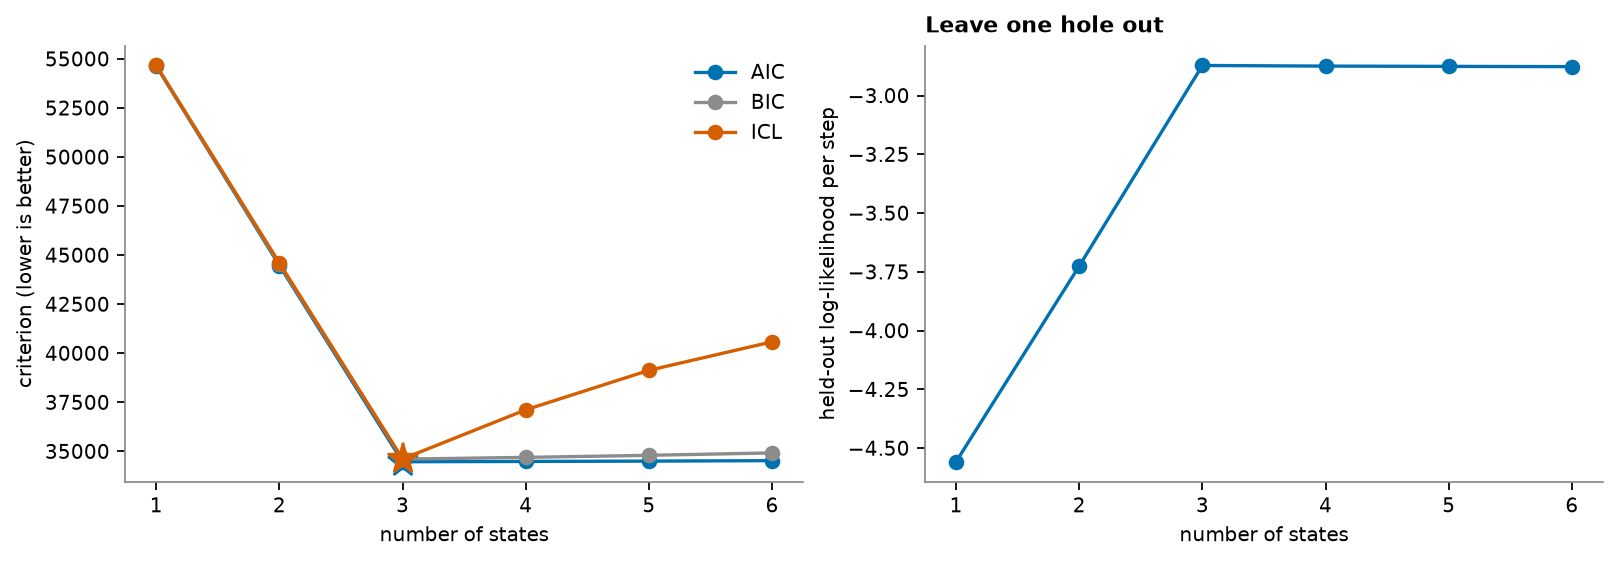 criterion (lower is better)
55000
52500
50000
47500
45000
42500
40000
37500
35000
1 2 3 4 5 6
number of states
AIC
BIC
ICL
Leave one hole out
held-out log-likelihood per step
−3.00
−3.25
−3.50
−3.75
−4.00
−4.25
−4.50
1 2 3 4 5 6
number of states